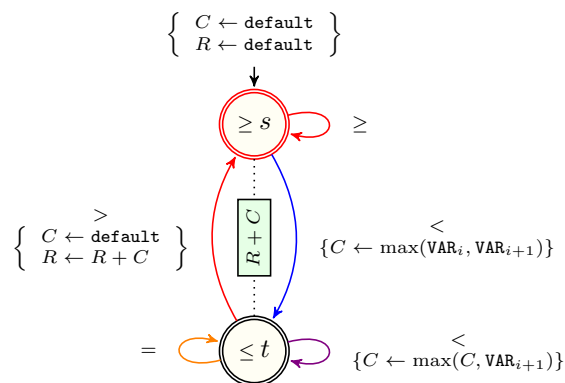 { C ← default
R ← default }
≥ s
≥
>
{ C ← default
R ← R + C }
R + C
<
{C ← max(VAR_i, VAR_{i+1})}
=
≤ t
<
{C ← max(C, VAR_{i+1})}